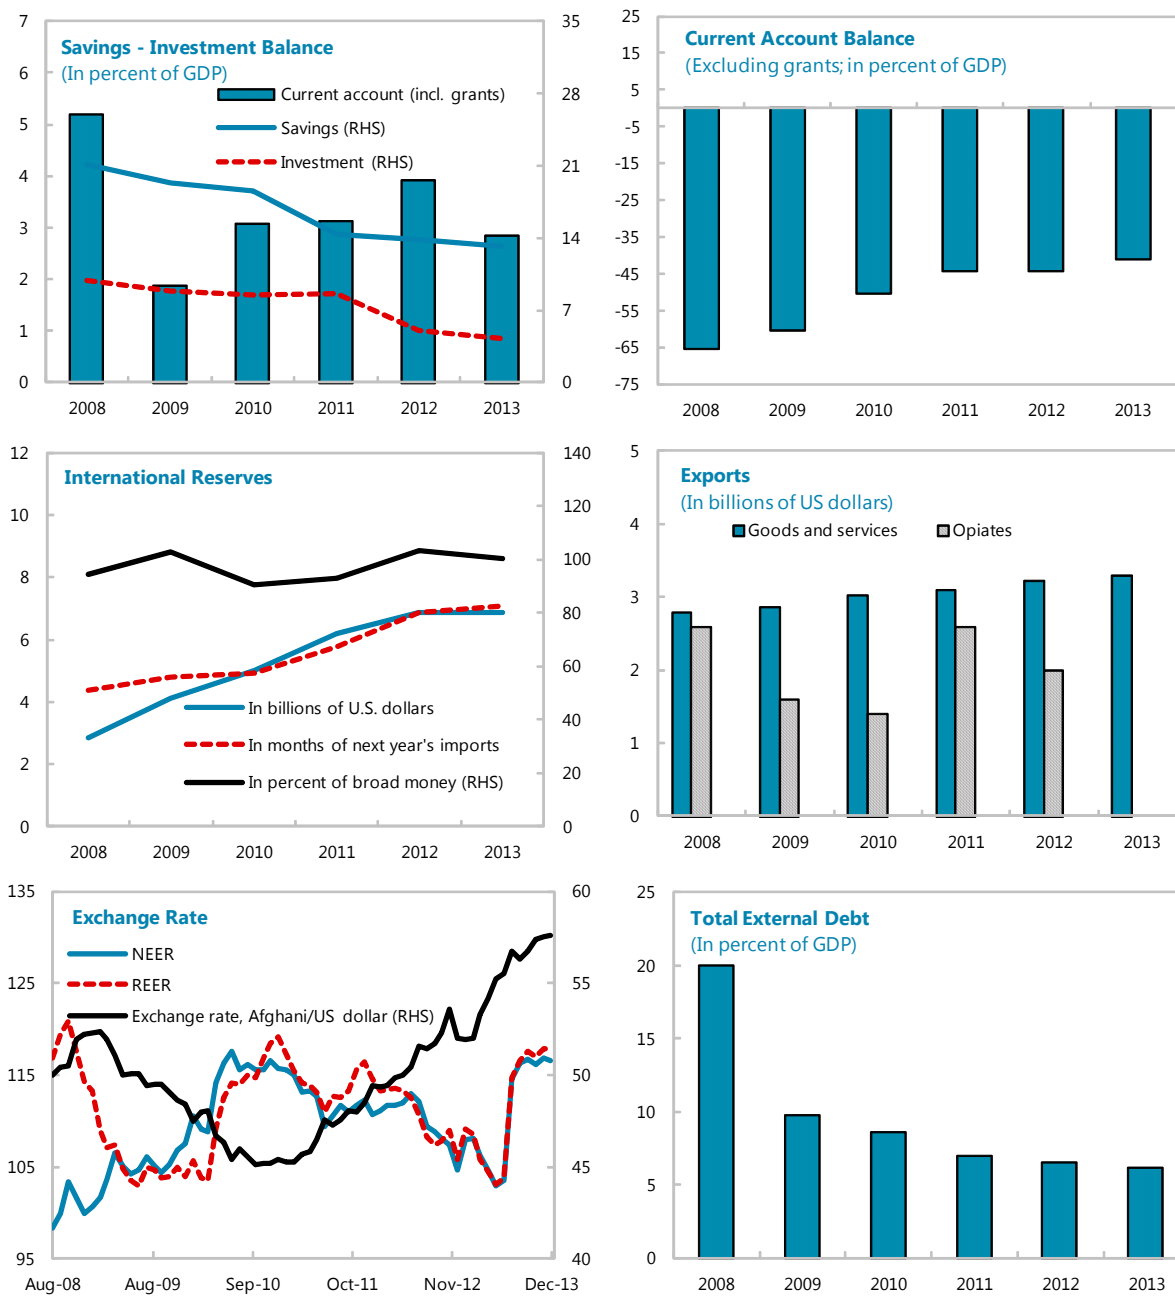 Savings - Investment Balance
(In percent of GDP)
Current account (incl. grants)
Savings (RHS)
Investment (RHS)
7
6
5
4
3
2
1
0
35
28
21
14
7
0
2008 2009 2010 2011 2012 2013
Current Account Balance
(Excluding grants; in percent of GDP)
25
15
5
-5
-15
-25
-35
-45
-55
-65
-75
2008 2009 2010 2011 2012 2013
International Reserves
In billions of U.S. dollars
In months of next year's imports
In percent of broad money (RHS)
12
10
8
6
4
2
0
140
120
100
80
60
40
20
0
2008 2009 2010 2011 2012 2013
Exports
(In billions of US dollars)
Goods and services Opiates
5
4
3
2
1
0
2008 2009 2010 2011 2012 2013
Exchange Rate
NEER
REER
Exchange rate, Afghani/US dollar (RHS)
135
125
115
105
95
60
55
50
45
40
Aug-08 Aug-09 Sep-10 Oct-11 Nov-12 Dec-13
Total External Debt
(In percent of GDP)
25
20
15
10
5
0
2008 2009 2010 2011 2012 2013